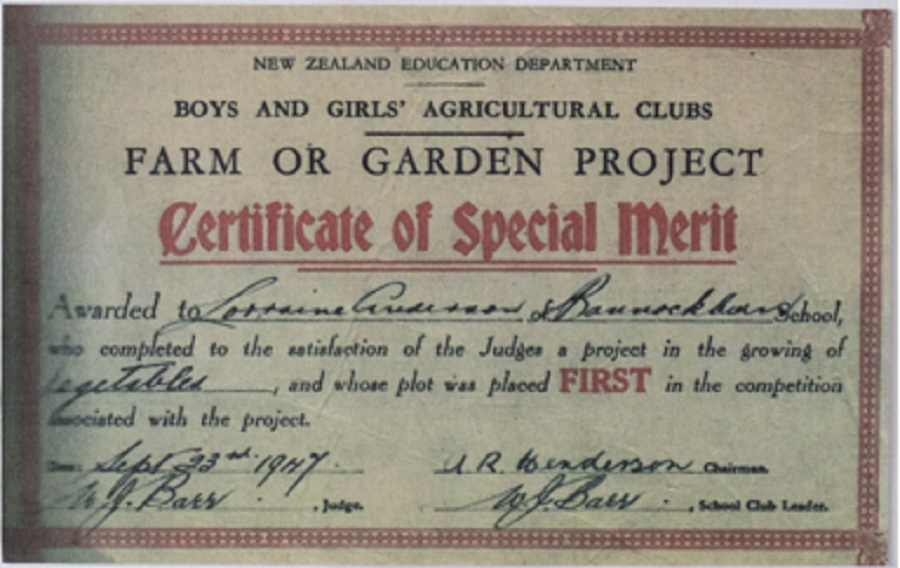 NEW ZEALAND EDUCATION DEPARTMENT
BOYS AND GIRLS' AGRICULTURAL CLUBS
FARM OR GARDEN PROJECT
Certificate of Special Merit
Awarded to Lorraine Anderson of Bannockburn School,
who completed to the satisfaction of the Judges a project in the growing of
Vegetables, and whose plot was placed FIRST in the competition
associated with the project.
Date: Sept 23rd. 1947. A. R. Henderson Chairman.
W. J. Barr, Judge. W. J. Barr, School Club Leader.